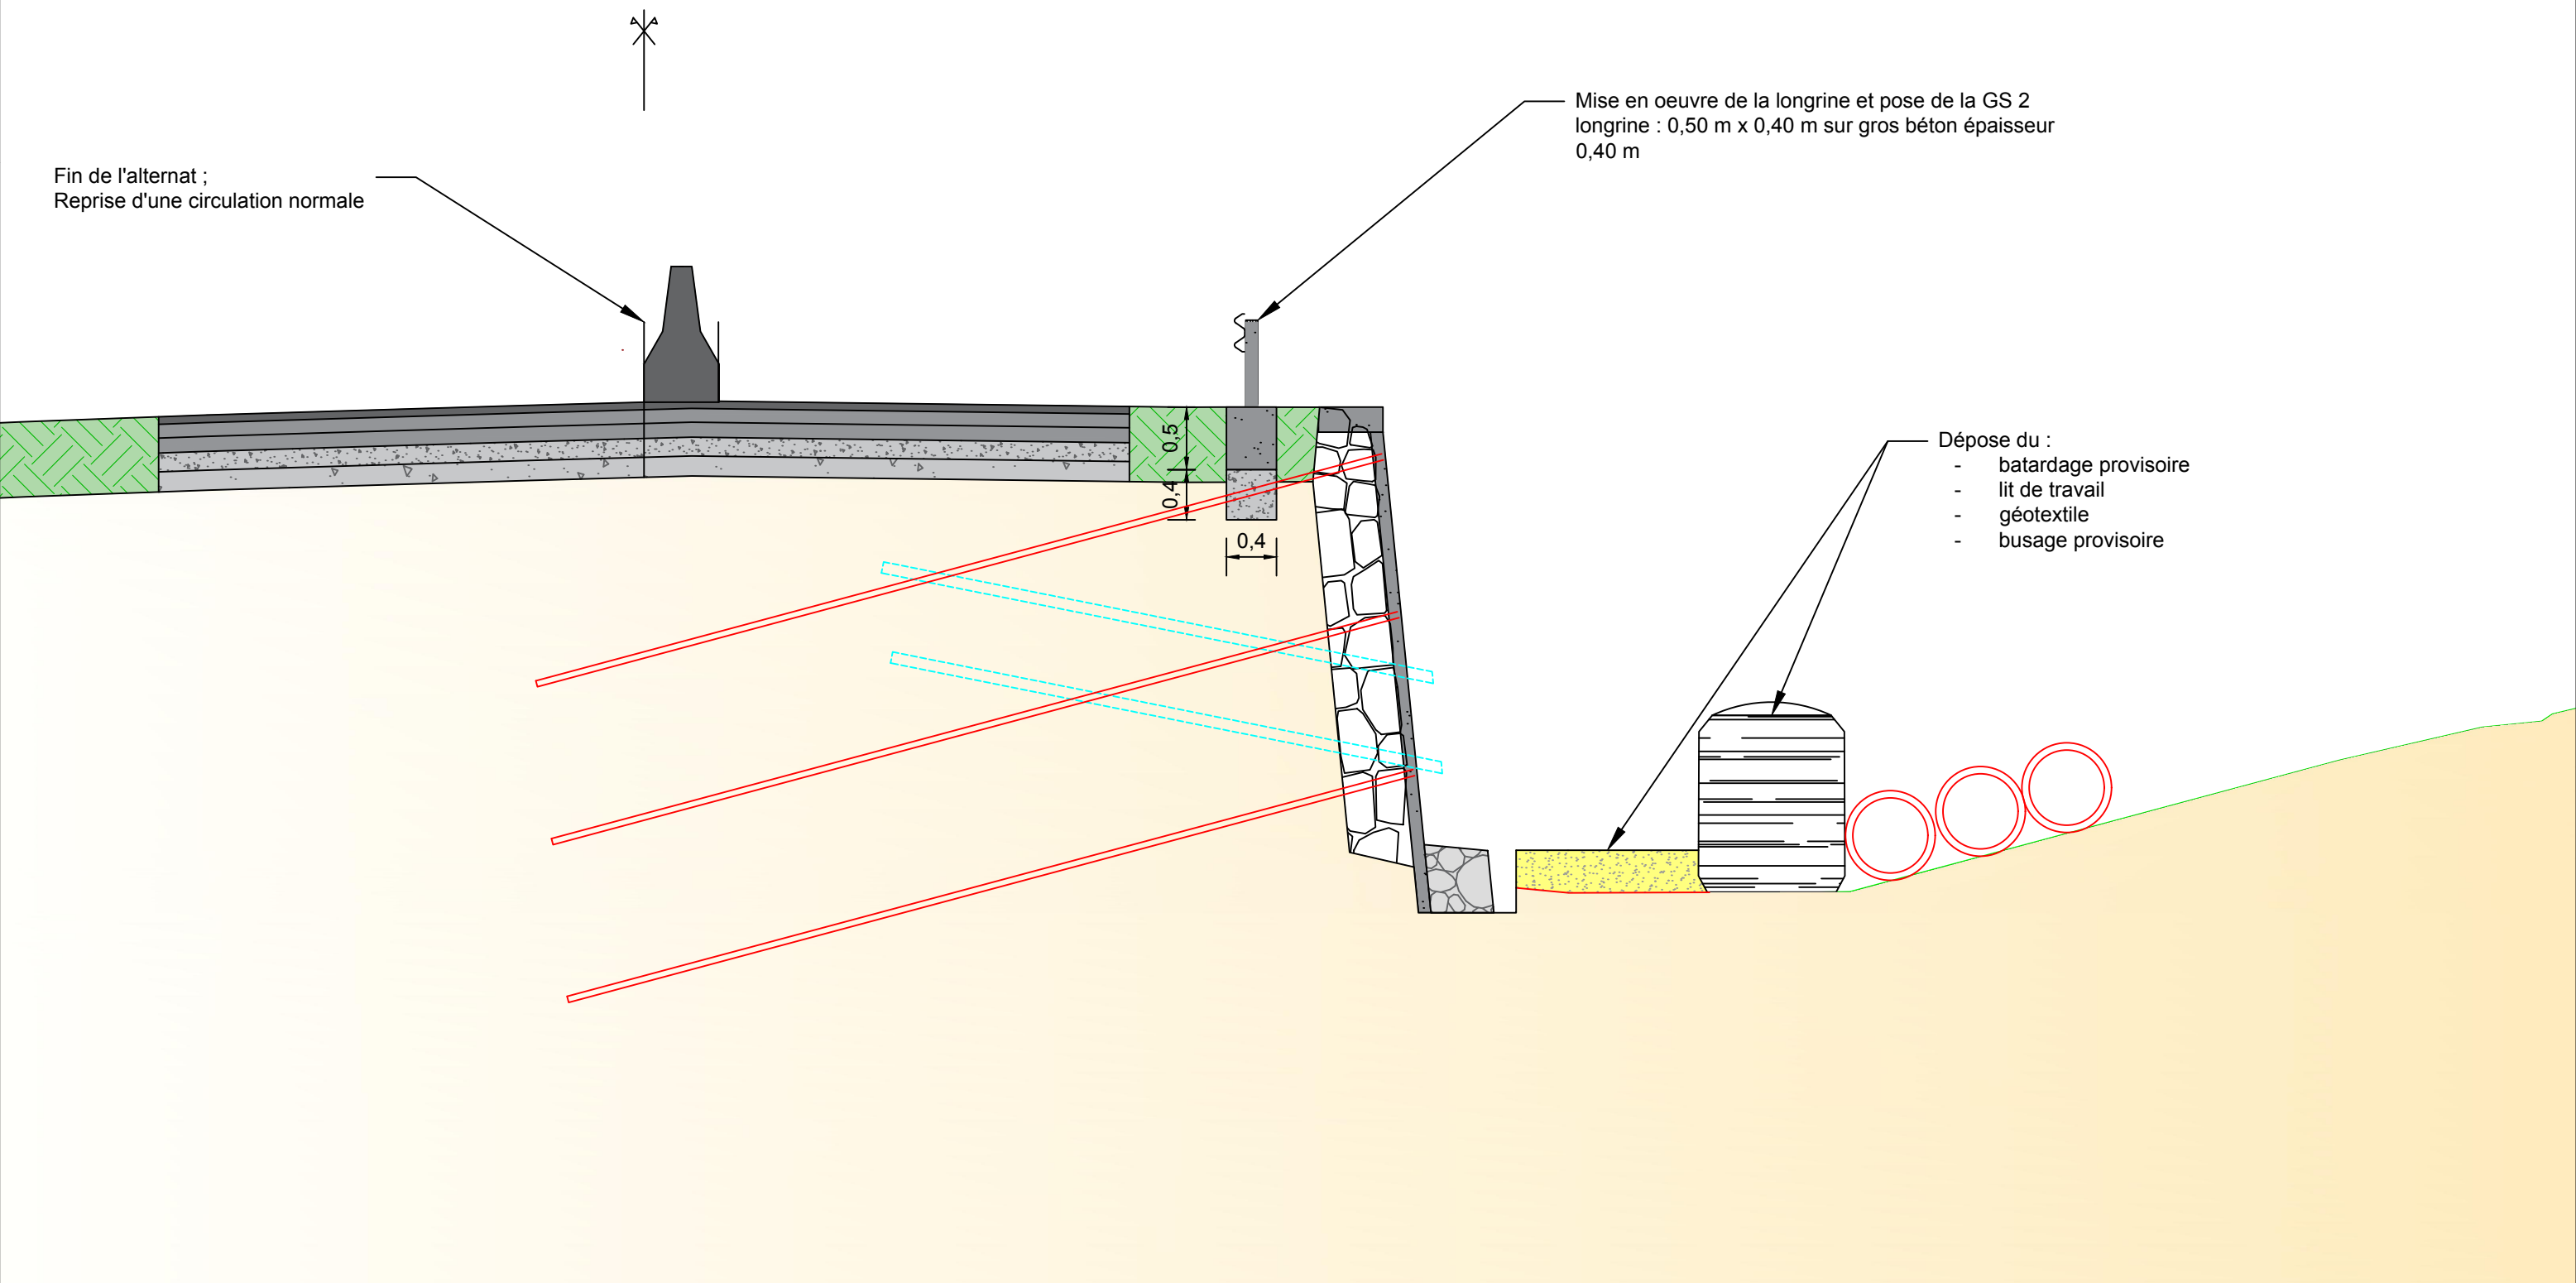 Mise en oeuvre de la longrine et pose de la GS 2
longrine : 0,50 m x 0,40 m sur gros béton épaisseur
0,40 m
Fin de l'alternat ;
Reprise d'une circulation normale
0,5
0,4
0,4
Dépose du :
- batardage provisoire
- lit de travail
- géotextile
- busage provisoire